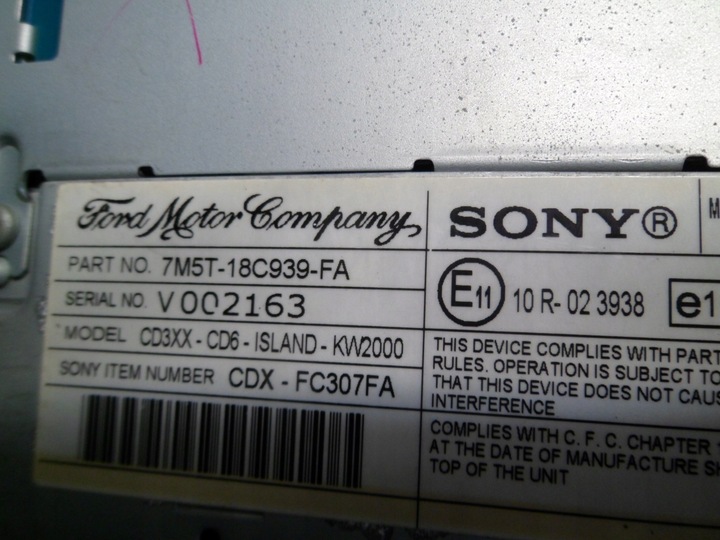 Ford Motor Company
PART NO. 7M5T-18C939-FA
SERIAL NO. V002163
MODEL CD3XX - CD6 - ISLAND - KW2000
SONY ITEM NUMBER CDX - FC307FA
SONY®
E11 10 R- 02 3938 e1
THIS DEVICE COMPLIES WITH PART
RULES. OPERATION IS SUBJECT TO
THAT THIS DEVICE DOES NOT CAUS
INTERFERENCE
COMPLIES WITH C. F. C. CHAPTER
AT THE DATE OF MANUFACTURE
TOP OF THE UNIT